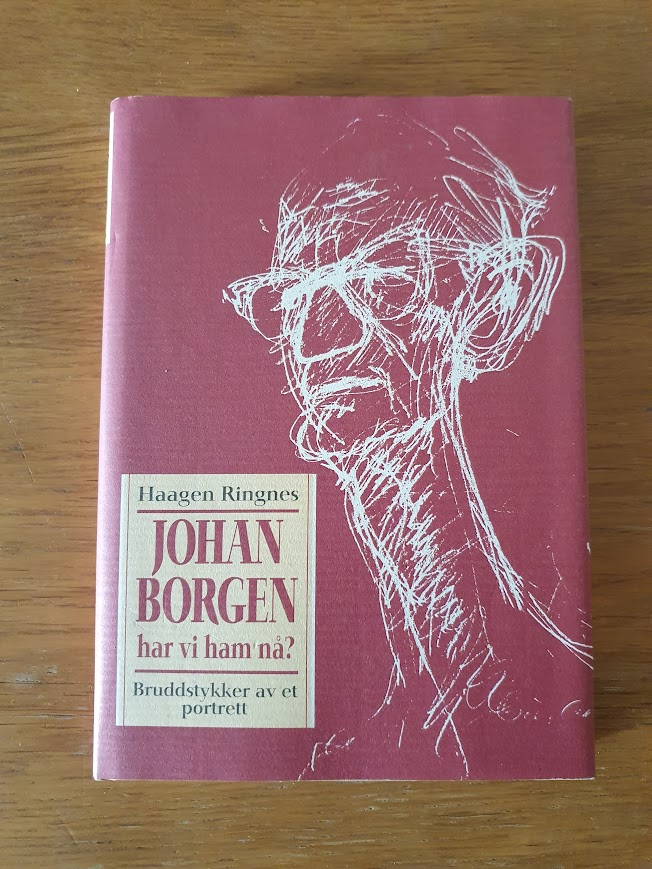 Haagen Ringnes
JOHAN
BORGEN
har vi ham nå?
Bruddstykker av et
portrett